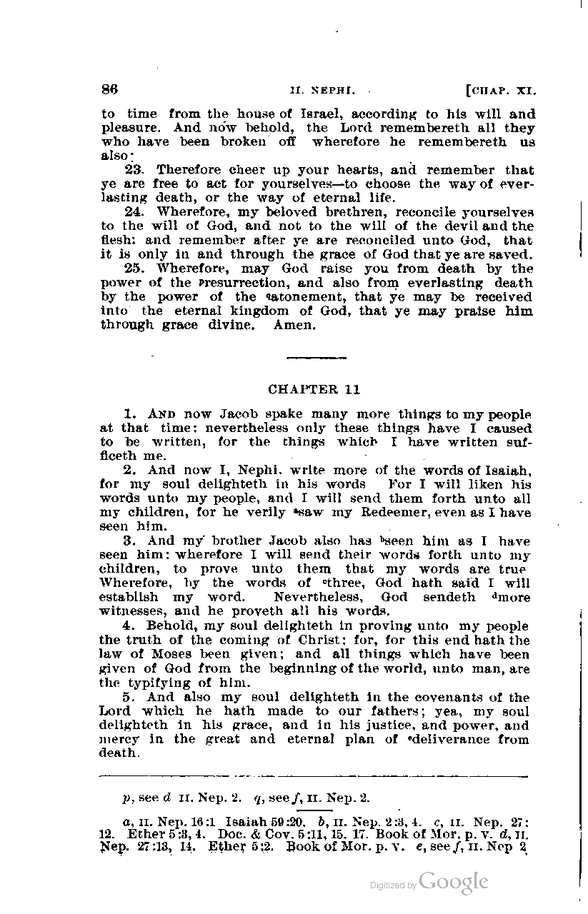 86 II. NEPHI. [CHAP. XI.
to time from the house of Israel, according to his will and
pleasure. And now behold, the Lord remembereth all they
who have been broken off wherefore he remembereth us
also:
23. Therefore cheer up your hearts, and remember that
ye are free to act for yourselves—to choose the way of ever-
lasting death, or the way of eternal life.
24. Wherefore, my beloved brethren, reconcile yourselves
to the will of God, and not to the will of the devil and the
flesh: and remember after ye are reconciled unto God, that
it is only in and through the grace of God that ye are saved.
25. Wherefore, may God raise you from death by the
power of the presurrection, and also from everlasting death
by the power of the qatonement, that ye may be received
into the eternal kingdom of God, that ye may praise him
through grace divine. Amen.
CHAPTER 11
1. AND now Jacob spake many more things to my people
at that time; nevertheless only these things have I caused
to be written, for the things which I have written suf-
ficeth me.
2. And now I, Nephi. write more of the words of Isaiah,
for my soul delighteth in his words For I will liken his
words unto my people, and I will send them forth unto all
my children, for he verily asaw my Redeemer, even as I have
seen him.
3. And my brother Jacob also has bseen him as I have
seen him: wherefore I will send their words forth unto my
children, to prove unto them that my words are true
Wherefore, by the words of cthree, God hath said I will
establish my word. Nevertheless, God sendeth dmore
witnesses, and he proveth all his words.
4. Behold, my soul delighteth in proving unto my people
the truth of the coming of Christ; for, for this end hath the
law of Moses been given; and all things which have been
given of God from the beginning of the world, unto man, are
the typifying of him.
5. And also my soul delighteth in the covenants of the
Lord which he hath made to our fathers; yea, my soul
delighteth in his grace, and in his justice, and power, and
mercy in the great and eternal plan of edeliverance from
death.
p, see d II. Nep. 2. q, see f, II. Nep. 2.
a, II. Nep. 16:1 Isaiah 59:20. b, II. Nep. 2:3, 4. c, II. Nep. 27:
12. Ether 5:3, 4. Doc. & Cov. 5:11, 15. 17. Book of Mor. p. v. d, II.
Nep. 27:13, 14. Ether 5:2. Book of Mor. p. v. e, see f, II. Nep 2
Digitized by Google